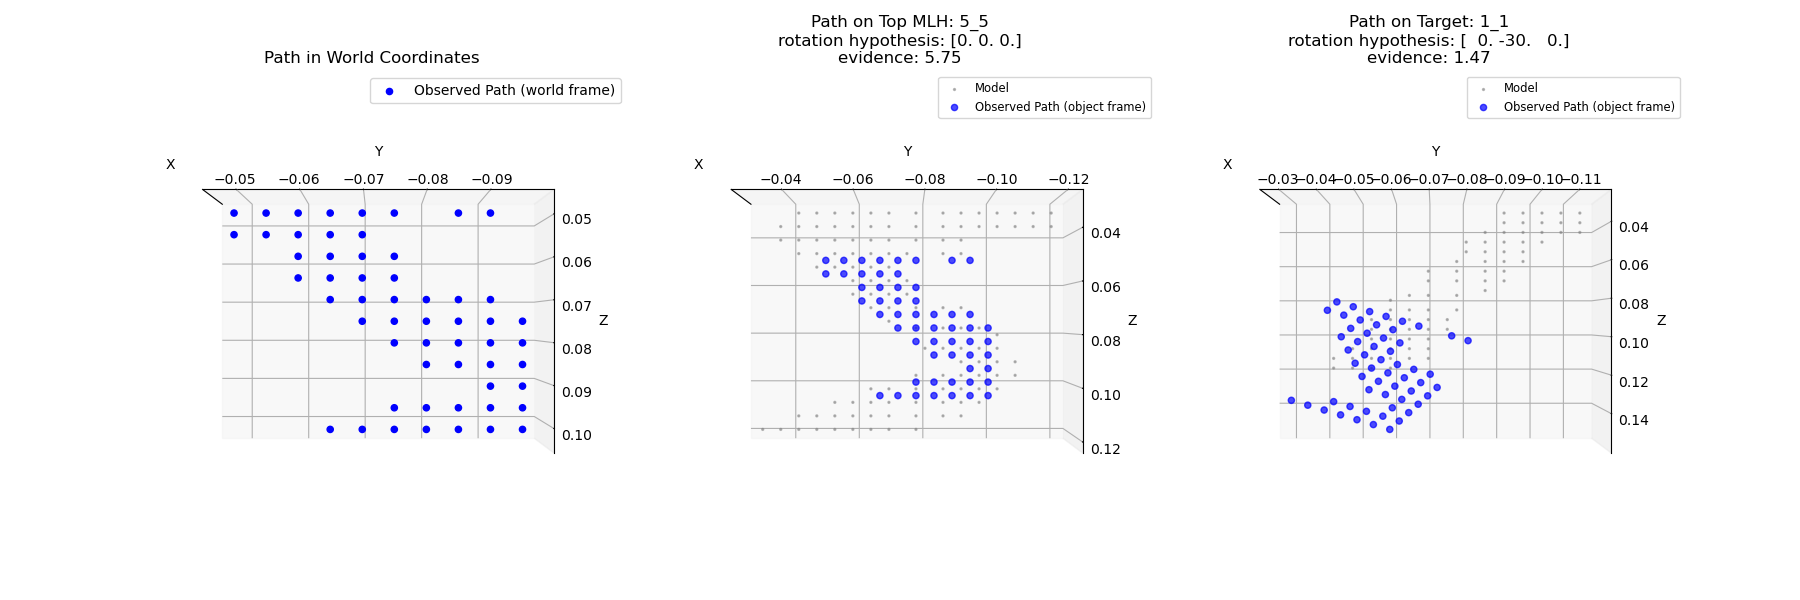 Path in World Coordinates
Observed Path (world frame)
X
Y
−0.05 −0.06 −0.07 −0.08 −0.09
0.05
0.06
0.07
Z
0.08
0.09
0.10
Path on Top MLH: 5_5
rotation hypothesis: [0. 0. 0.]
evidence: 5.75
Model
Observed Path (object frame)
X
Y
−0.04 −0.06 −0.08 −0.10 −0.12
0.04
0.06
Z
0.08
0.10
0.12
Path on Target: 1_1
rotation hypothesis: [  0. -30.   0.]
evidence: 1.47
Model
Observed Path (object frame)
X
Y
−0.03 −0.04 −0.05 −0.06 −0.07 −0.08 −0.09 −0.10 −0.11
0.04
0.06
0.08
Z
0.10
0.12
0.14